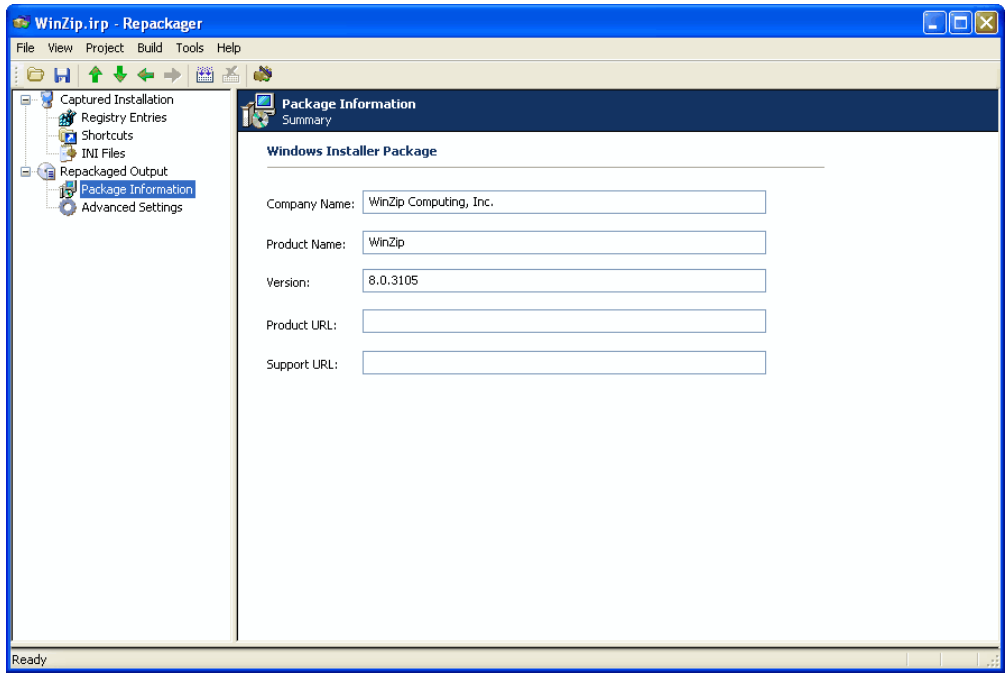 WinZip.irp - Repackager
File View Project Build Tools Help
Captured Installation
Registry Entries
Shortcuts
INI Files
Repackaged Output
Package Information
Advanced Settings
Package Information
Summary
Windows Installer Package
Company Name: WinZip Computing, Inc.
Product Name: WinZip
Version: 8.0.3105
Product URL:
Support URL:
Ready